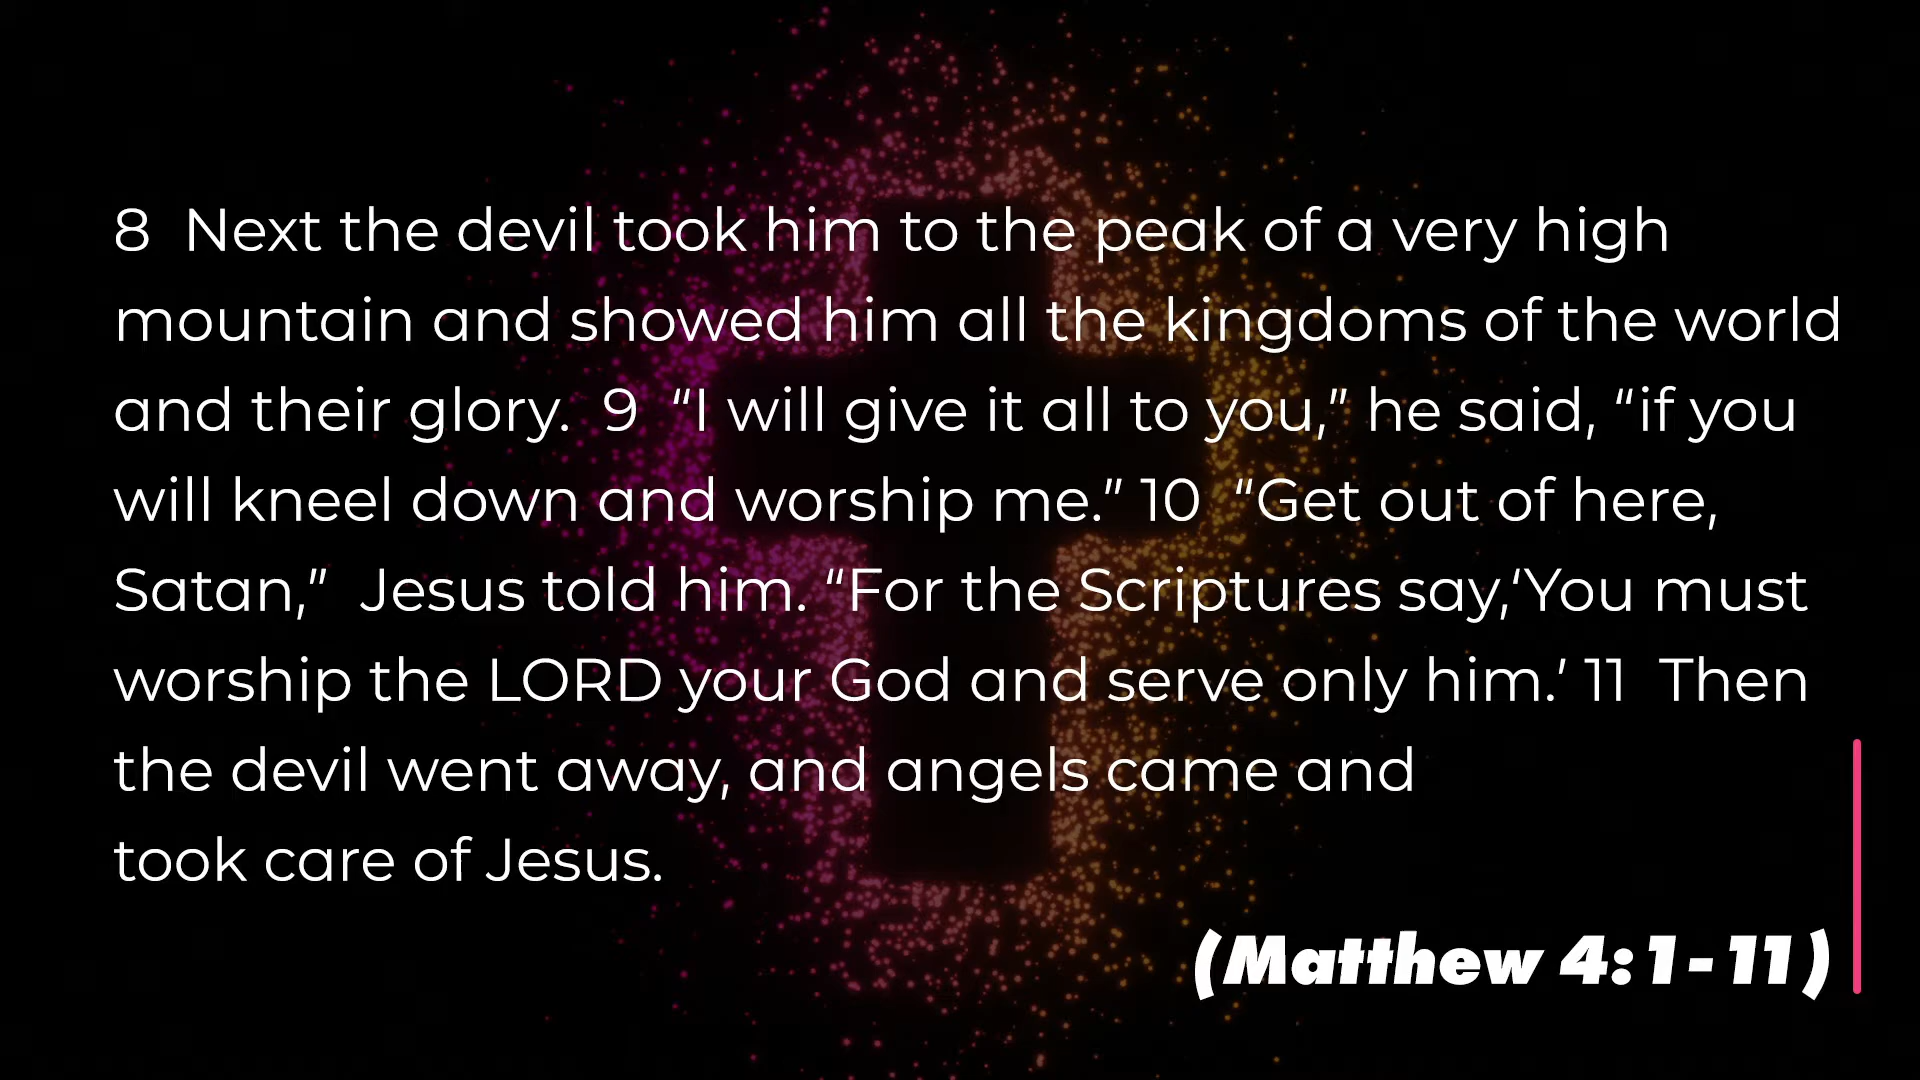 8  Next the devil took him to the peak of a very high
mountain and showed him all the kingdoms of the world
and their glory.  9  “I will give it all to you,” he said, “if you
will kneel down and worship me.” 10  “Get out of here,
Satan,”  Jesus told him. “For the Scriptures say,‘You must
worship the LORD your God and serve only him.’ 11  Then
the devil went away, and angels came and
took care of Jesus.
(Matthew 4:1-11)